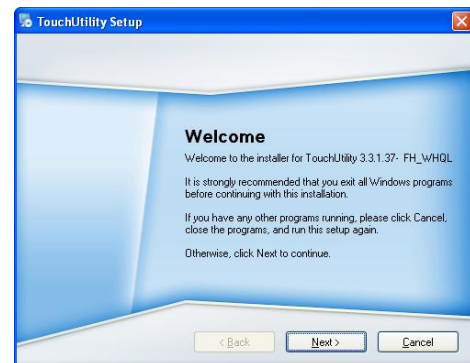 TouchUtility Setup
Welcome
Welcome to the installer for TouchUtility 3.3.1.37- FH_WHQL
It is strongly recommended that you exit all Windows programs
before continuing with this installation.
If you have any other programs running, please click Cancel,
close the programs, and run this setup again.
Otherwise, click Next to continue.
< Back Next > Cancel